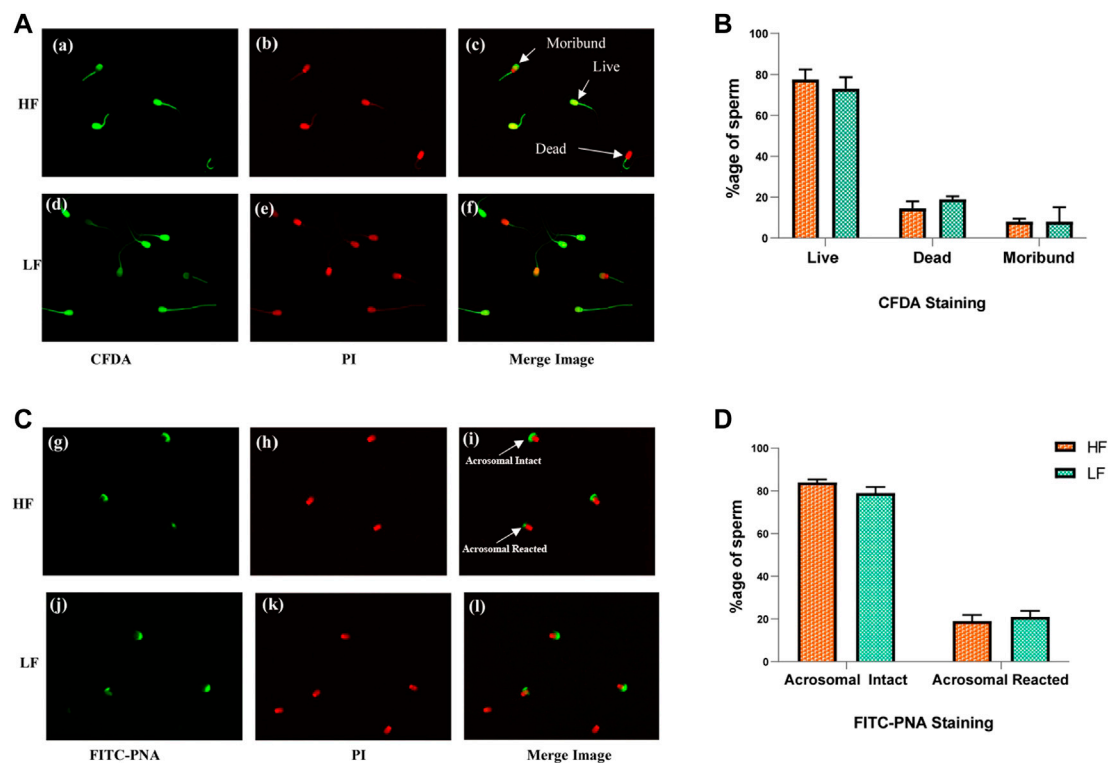 A
(a)
(b)
(c)
Moribund
Live
Dead
HF
(d)
(e)
(f)
LF
CFDA
PI
Merge Image
B
%age of sperm
100
80
60
40
20
0
Live
Dead
Moribund
CFDA Staining
C
(g)
(h)
(i)
Acrosomal Intact
Acrosomal Reacted
HF
(j)
(k)
(l)
LF
FITC-PNA
PI
Merge Image
D
%age of sperm
100
80
60
40
20
0
Acrosomal Intact
Acrosomal Reacted
FITC-PNA Staining
HF
LF